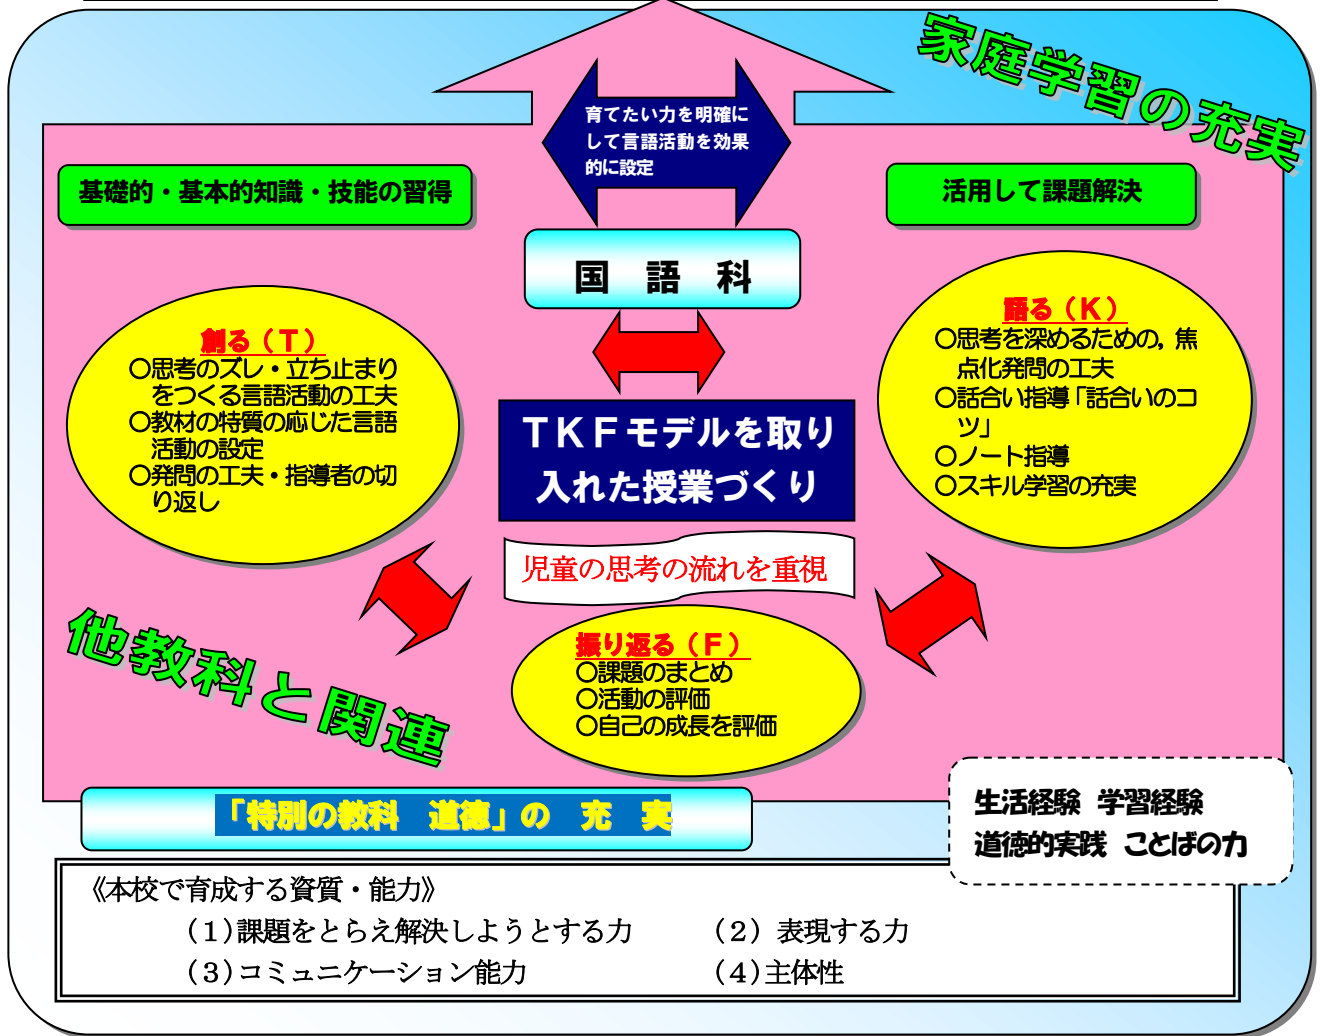 家庭学習の充実
育てたい力を明確に
して言語活動を効果
的に設定
基礎的・基本的知識・技能の習得
活用して課題解決
国　語　科
創る（Ｔ）
○思考のズレ・立ち止まり
をつくる言語活動の工夫
○教材の特質の応じた言語
活動の設定
○発問の工夫・指導者の切
り返し
語る（Ｋ）
○思考を深めるための，焦
点化発問の工夫
○話合い指導「話合いのコ
ツ」
○ノート指導
○スキル学習の充実
ＴＫＦモデルを取り
入れた授業づくり
児童の思考の流れを重視
振り返る（Ｆ）
○課題のまとめ
○活動の評価
○自己の成長を評価
他教科と関連
「特別の教科　道徳」の　充　実
生活経験　学習経験
道徳的実践　ことばの力
《本校で育成する資質・能力》
（１）課題をとらえ解決しようとする力　（２）表現する力
（３）コミュニケーション能力　（４）主体性